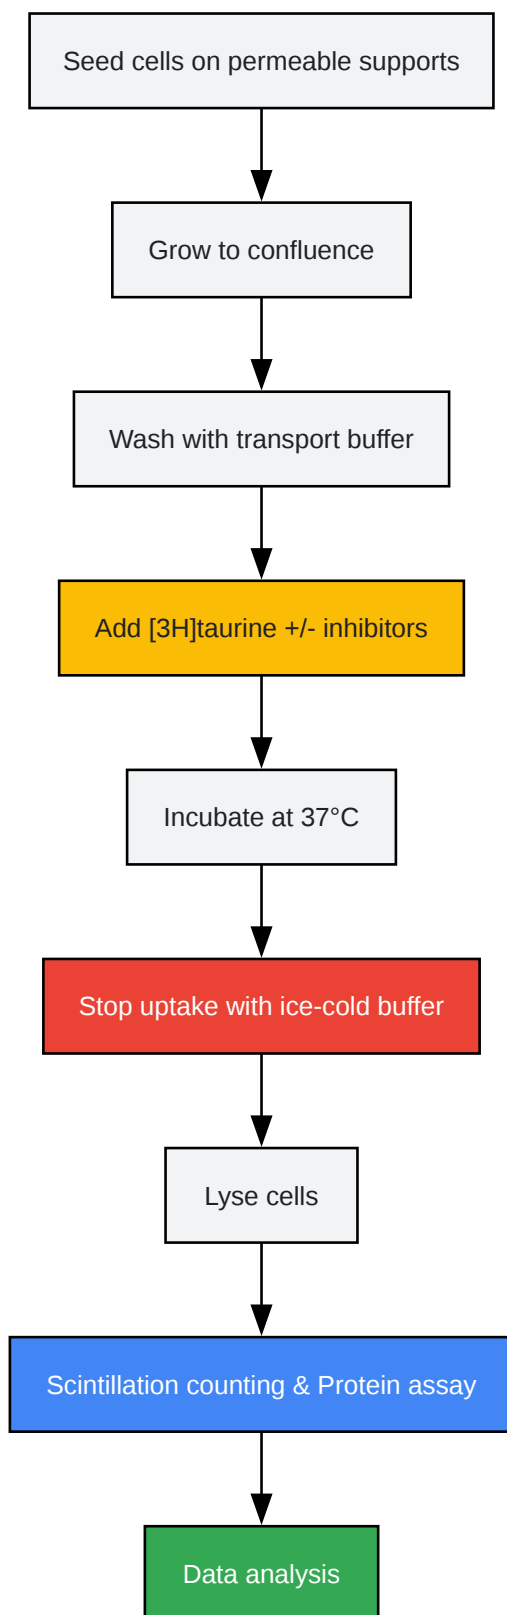 Seed cells on permeable supports
Grow to confluence
Wash with transport buffer
Add [3H]taurine +/- inhibitors
Incubate at 37°C
Stop uptake with ice-cold buffer
Lyse cells
Scintillation counting & Protein assay
Data analysis